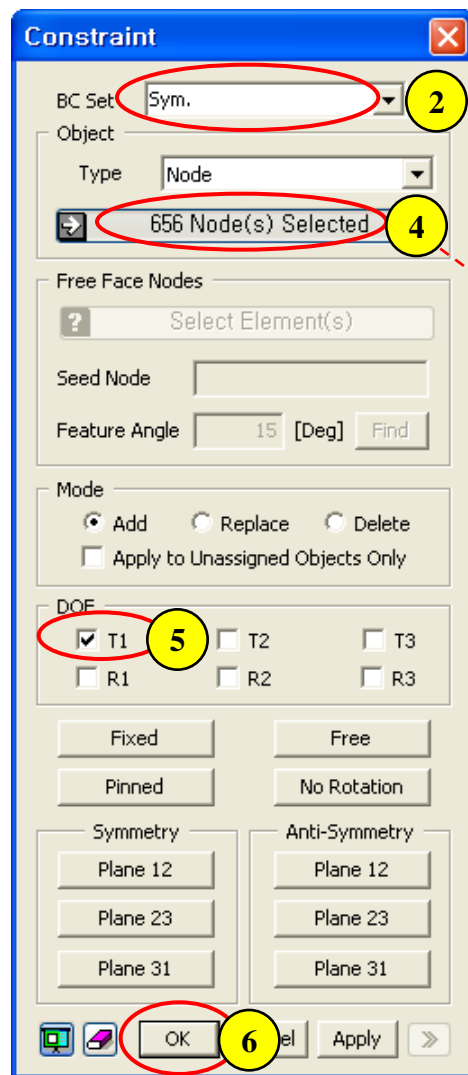 Constraint
BC Set Sym. 2
Object
Type Node
656 Node(s) Selected 4
Free Face Nodes
? Select Element(s)
Seed Node
Feature Angle 15 [Deg] Find
Mode
Add Replace Delete
Apply to Unassigned Objects Only
DOF
T1 5 T2 T3
R1 R2 R3
Fixed Free
Pinned No Rotation
Symmetry Anti-Symmetry
Plane 12 Plane 12
Plane 23 Plane 23
Plane 31 Plane 31
OK 6 el Apply >>